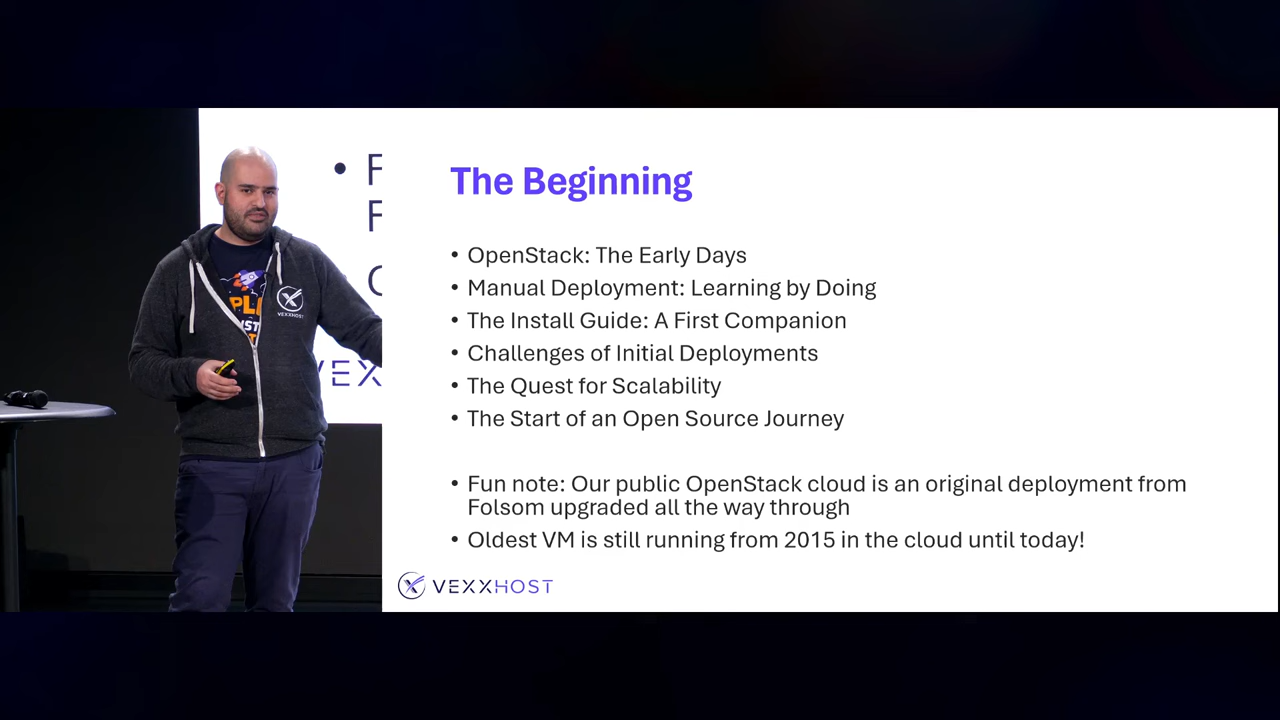 The Beginning
• OpenStack: The Early Days
• Manual Deployment: Learning by Doing
• The Install Guide: A First Companion
• Challenges of Initial Deployments
• The Quest for Scalability
• The Start of an Open Source Journey
• Fun note: Our public OpenStack cloud is an original deployment from
Folsom upgraded all the way through
• Oldest VM is still running from 2015 in the cloud until today!
VEXXHOST
• F
F
VEX
VEXXHOST